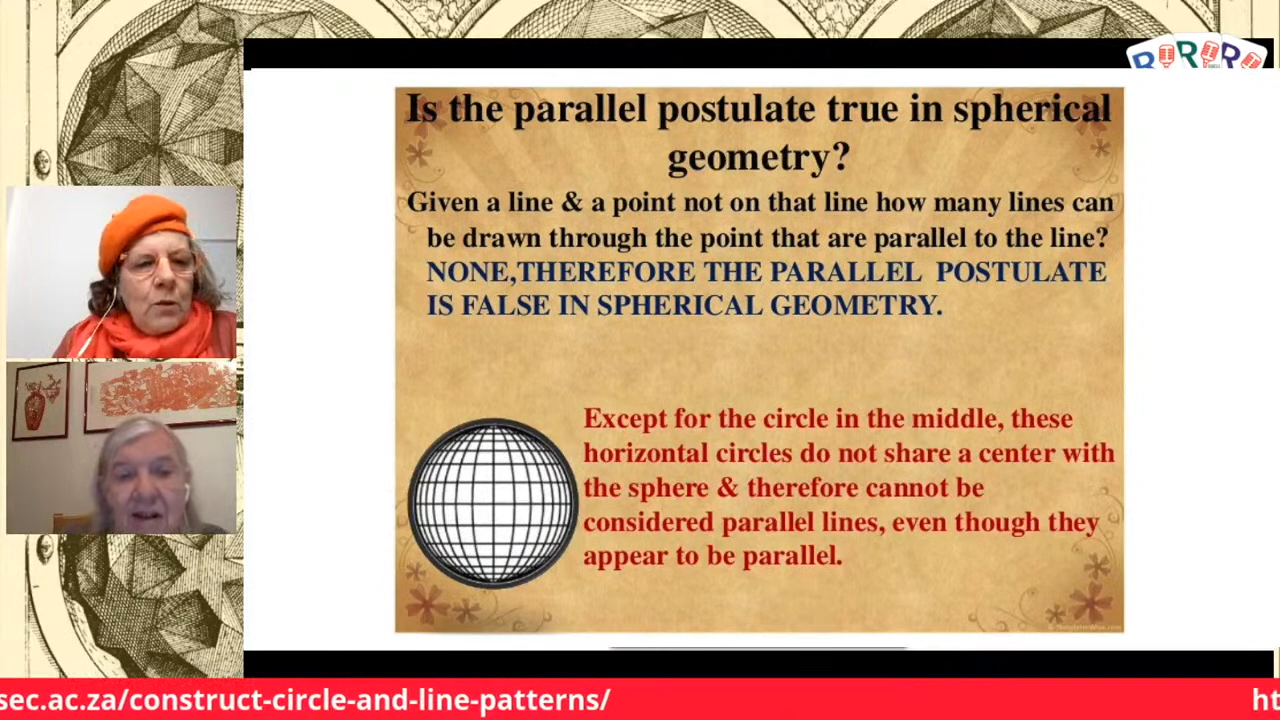 Is the parallel postulate true in spherical
geometry?
Given a line & a point not on that line how many lines can
be drawn through the point that are parallel to the line?
NONE,THEREFORE THE PARALLEL POSTULATE
IS FALSE IN SPHERICAL GEOMETRY.
Except for the circle in the middle, these
horizontal circles do not share a center with
the sphere & therefore cannot be
considered parallel lines, even though they
appear to be parallel.
sec.ac.za/construct-circle-and-line-patterns/ ht